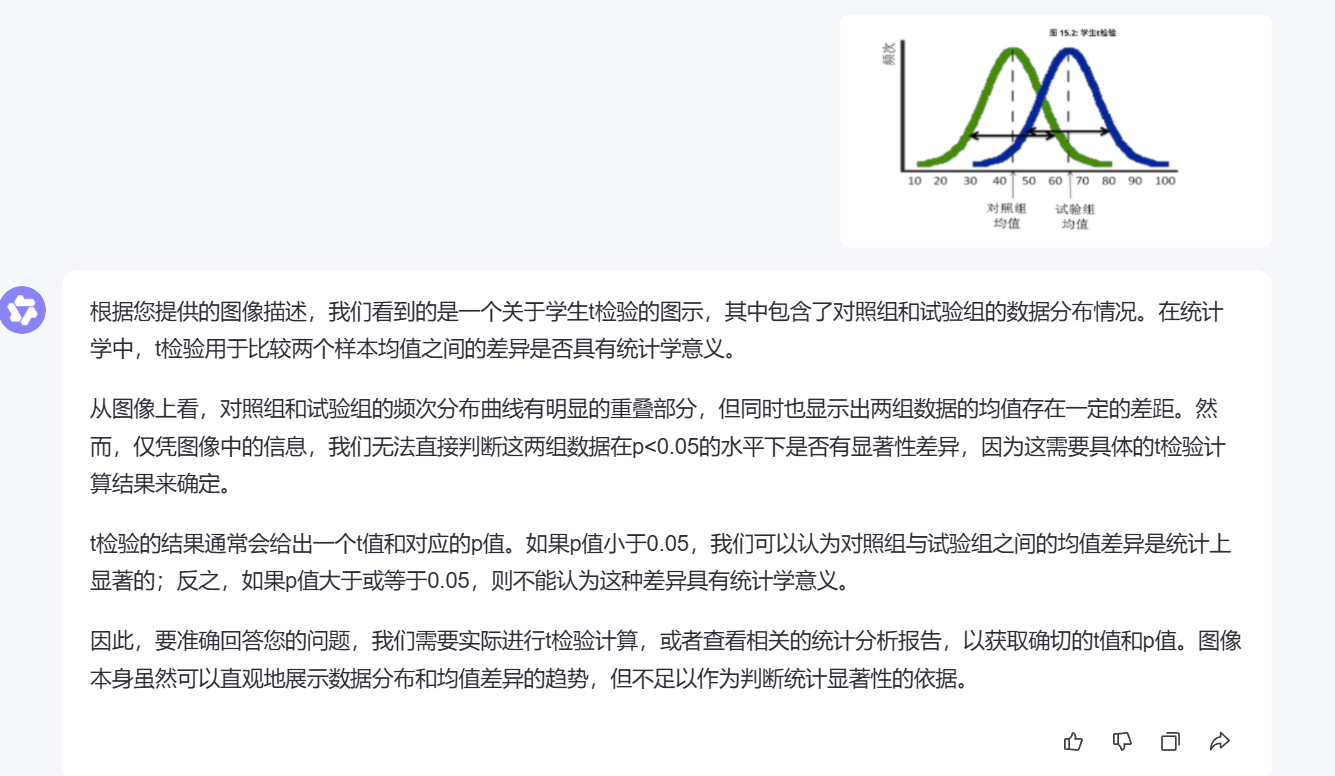 图 15.2: 学生t检验
频次
10 20 30 40 50 60 70 80 90 100
对照组 试验组
均值 均值
根据您提供的图像描述，我们看到的是一个关于学生t检验的图示，其中包含了对照组和试验组的数据分布情况。在统计
学中，t检验用于比较两个样本均值之间的差异是否具有统计学意义。
从图像上看，对照组和试验组的频次分布曲线有明显的重叠部分，但同时也显示出两组数据的均值存在一定的差距。然
而，仅凭图像中的信息，我们无法直接判断这两组数据在p<0.05的水平下是否有显著性差异，因为这需要具体的t检验计
算结果来确定。
t检验的结果通常会给出一个t值和对应的p值。如果p值小于0.05，我们可以认为对照组与试验组之间的均值差异是统计上
显著的；反之，如果p值大于或等于0.05，则不能认为这种差异具有统计学意义。
因此，要准确回答您的问题，我们需要实际进行t检验计算，或者查看相关的统计分析报告，以获取确切的t值和p值。图像
本身虽然可以直观地展示数据分布和均值差异的趋势，但不足以作为判断统计显著性的依据。